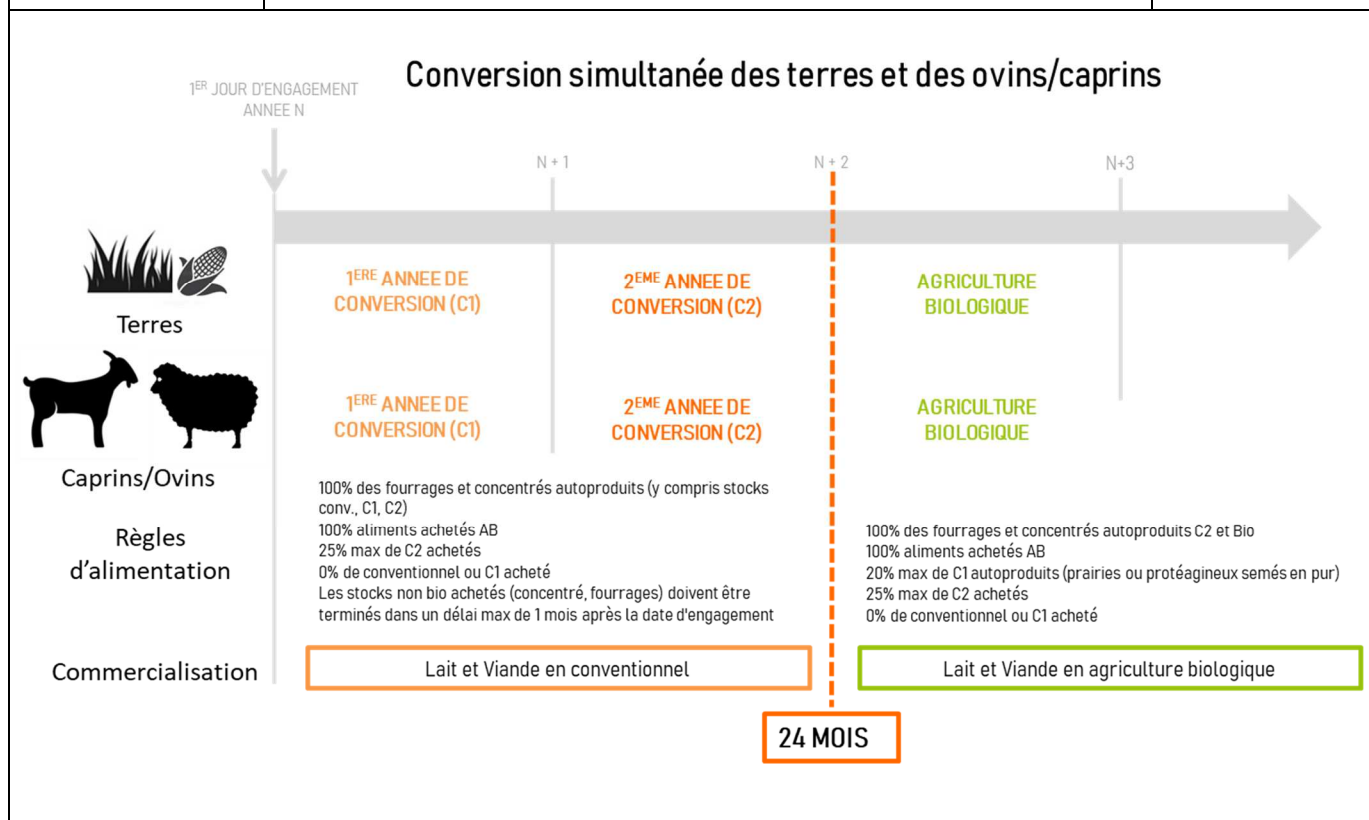 Conversion simultanée des terres et des ovins/caprins
1ER JOUR D'ENGAGEMENT
ANNEE N
N + 1
N + 2
N+3
Terres
1ERE ANNEE DE
CONVERSION (C1)
2EME ANNEE DE
CONVERSION (C2)
AGRICULTURE
BIOLOGIQUE
Caprins/Ovins
1ERE ANNEE DE
CONVERSION (C1)
2EME ANNEE DE
CONVERSION (C2)
AGRICULTURE
BIOLOGIQUE
Règles
d'alimentation
100% des fourrages et concentrés autoproduits (y compris stocks
conv., C1, C2)
100% aliments achetés AB
25% max de C2 achetés
0% de conventionnel ou C1 acheté
Les stocks non bio achetés (concentré, fourrages) doivent être
terminés dans un délai max de 1 mois après la date d'engagement
100% des fourrages et concentrés autoproduits C2 et Bio
100% aliments achetés AB
20% max de C1 autoproduits (prairies ou protéagineux semés en pur)
25% max de C2 achetés
0% de conventionnel ou C1 acheté
Commercialisation
Lait et Viande en conventionnel
Lait et Viande en agriculture biologique
24 MOIS